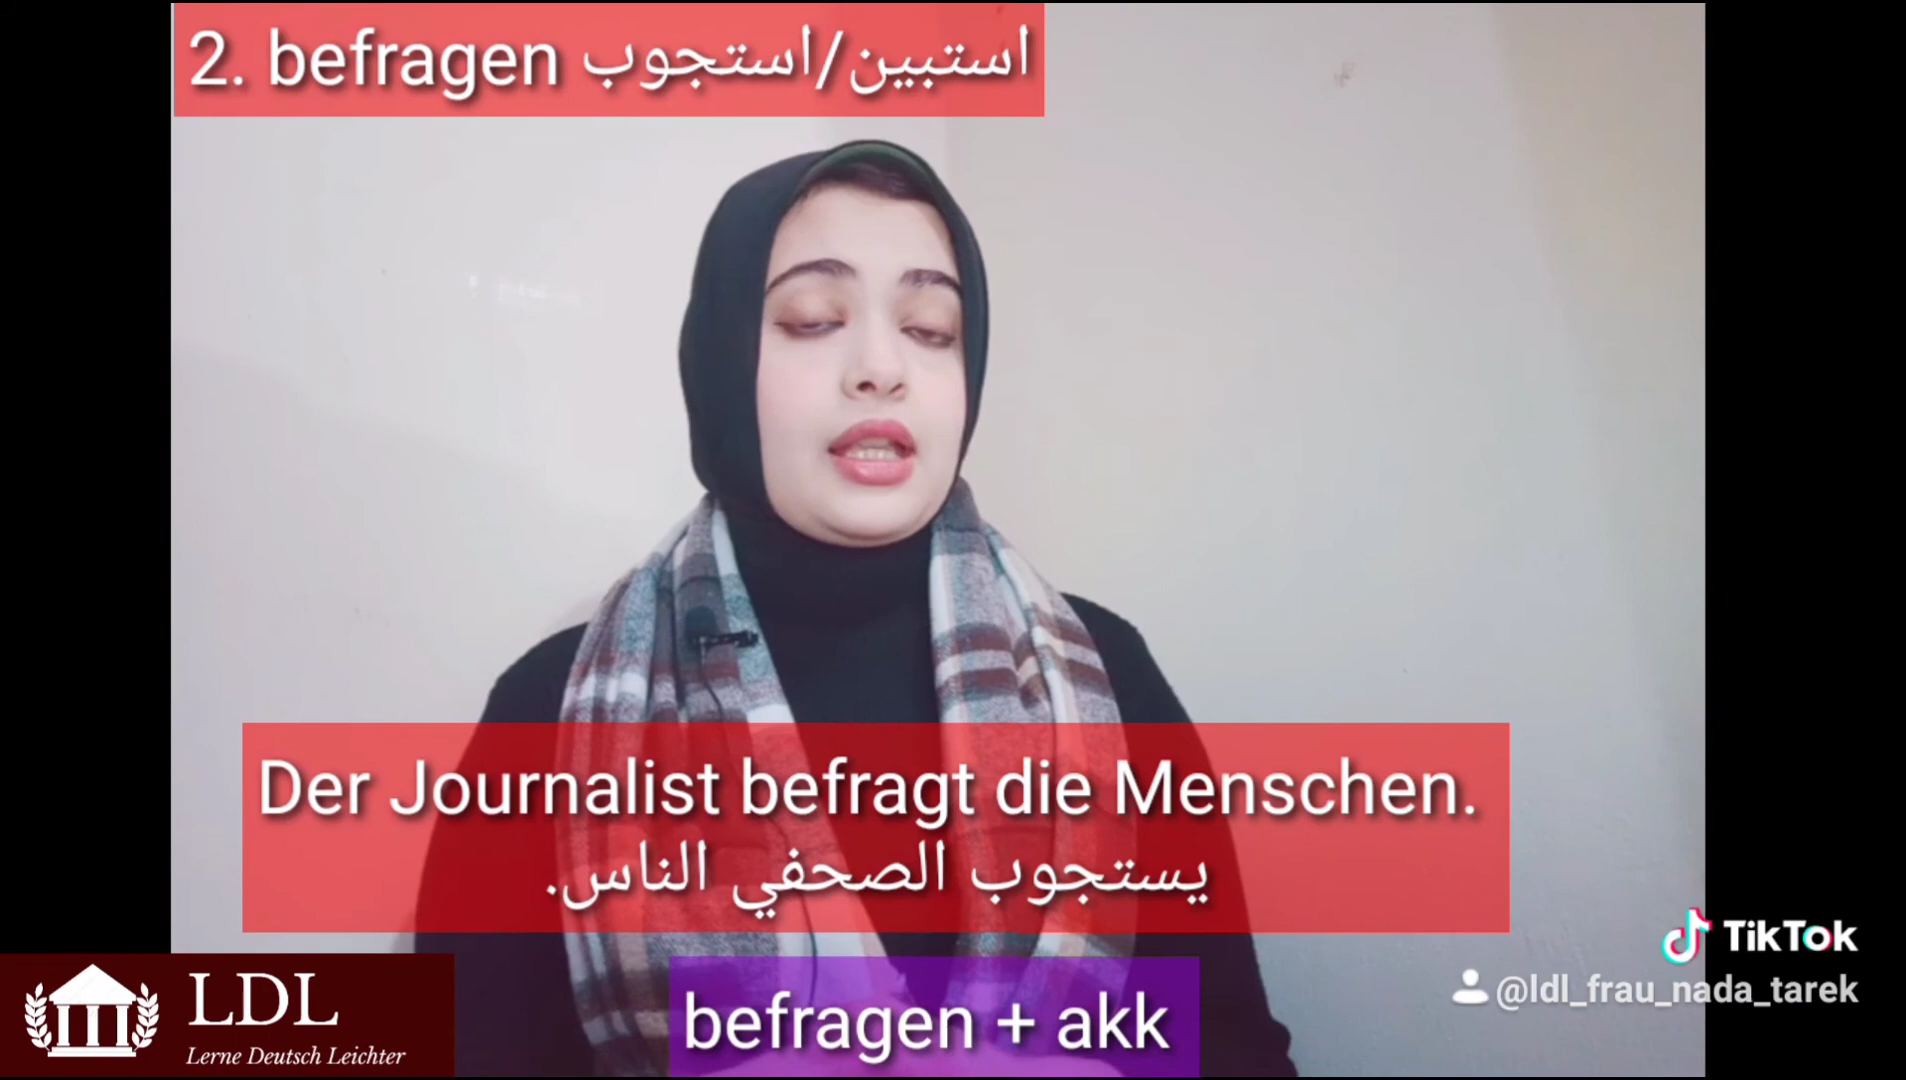 2. befragen استبين/استجوب
Der Journalist befragt die Menschen.
يستجوب الصحفي الناس.
befragen + akk
LDL
Lerne Deutsch Leichter
TikTok
@ldl_frau_nada_tarek